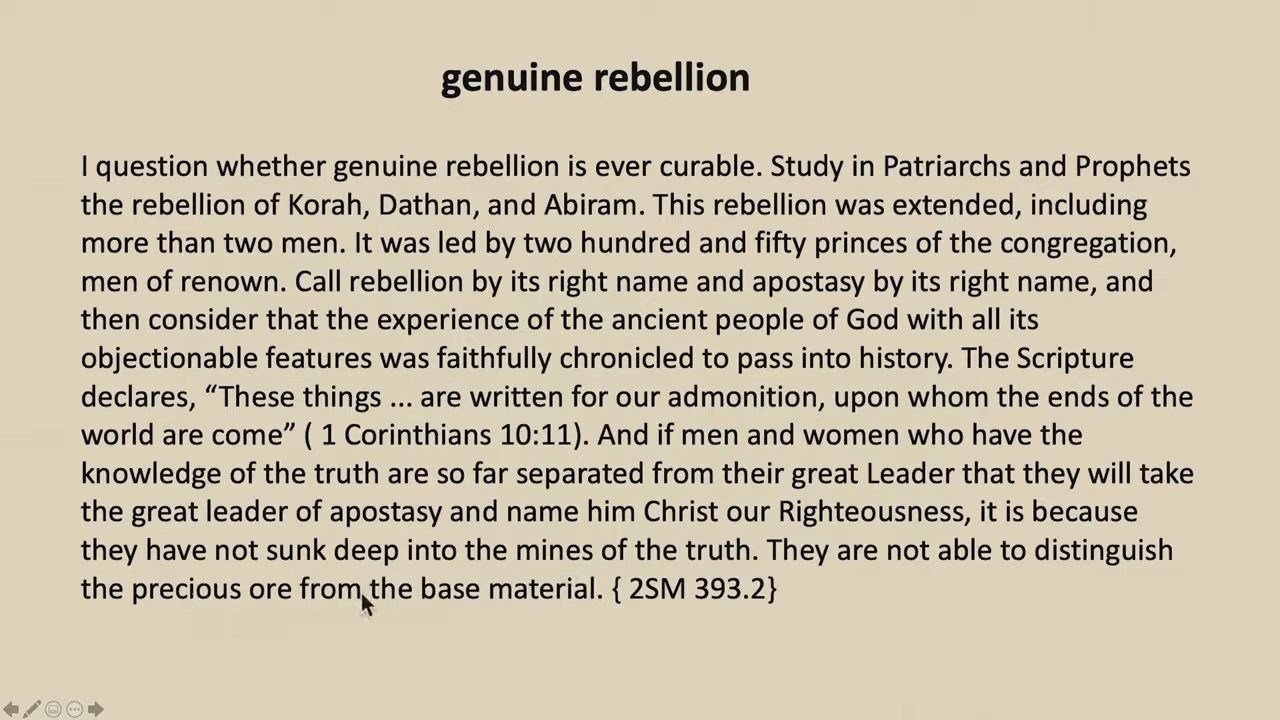 genuine rebellion
I question whether genuine rebellion is ever curable. Study in Patriarchs and Prophets
the rebellion of Korah, Dathan, and Abiram. This rebellion was extended, including
more than two men. It was led by two hundred and fifty princes of the congregation,
men of renown. Call rebellion by its right name and apostasy by its right name, and
then consider that the experience of the ancient people of God with all its
objectionable features was faithfully chronicled to pass into history. The Scripture
declares, “These things ... are written for our admonition, upon whom the ends of the
world are come” ( 1 Corinthians 10:11). And if men and women who have the
knowledge of the truth are so far separated from their great Leader that they will take
the great leader of apostasy and name him Christ our Righteousness, it is because
they have not sunk deep into the mines of the truth. They are not able to distinguish
the precious ore from the base material. { 2SM 393.2}